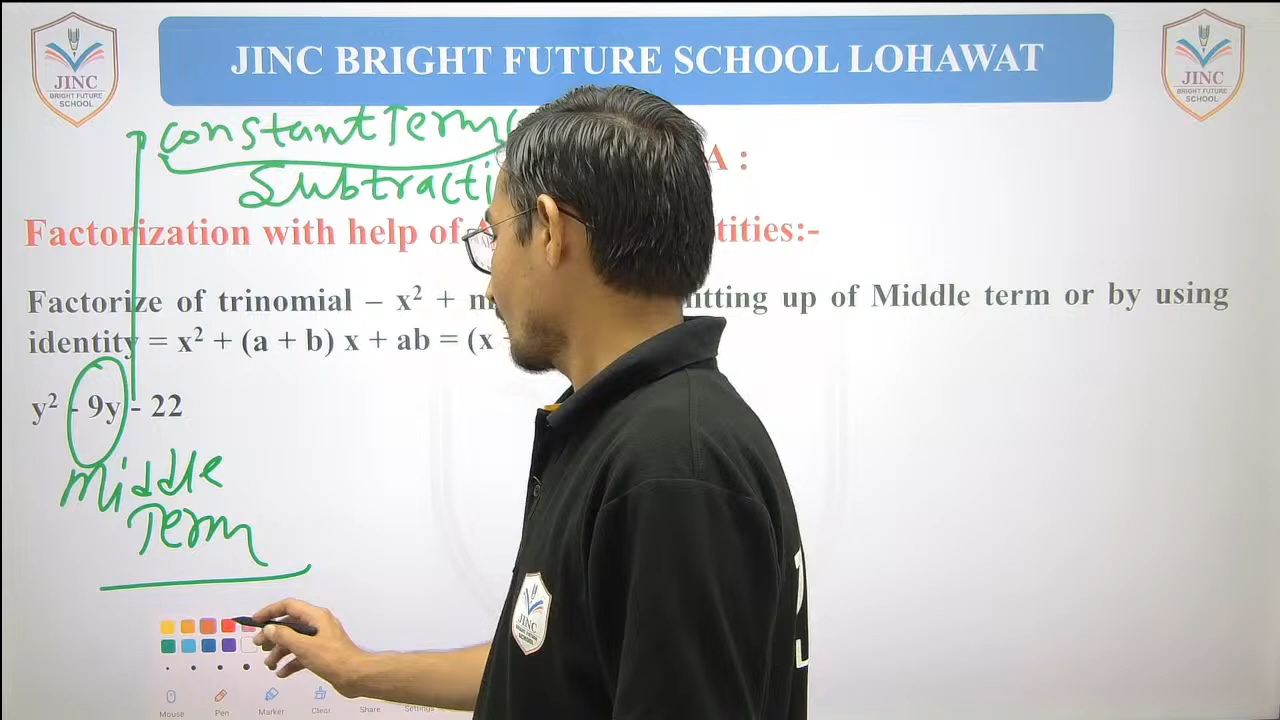 JINC BRIGHT FUTURE SCHOOL LOHAWAT
JINC
BRIGHT FUTURE
SCHOOL
JINC
BRIGHT FUTURE
SCHOOL
constant Term
A :
Subtracti
Factorization with help of A tities:-
Factorize of trinomial – x² + m itting up of Middle term or by using
identity = x² + (a + b) x + ab = (x
y² - 9y - 22
Middle
Term
JINC
Mouse
Pen
Marker
Clear
Share
Settings